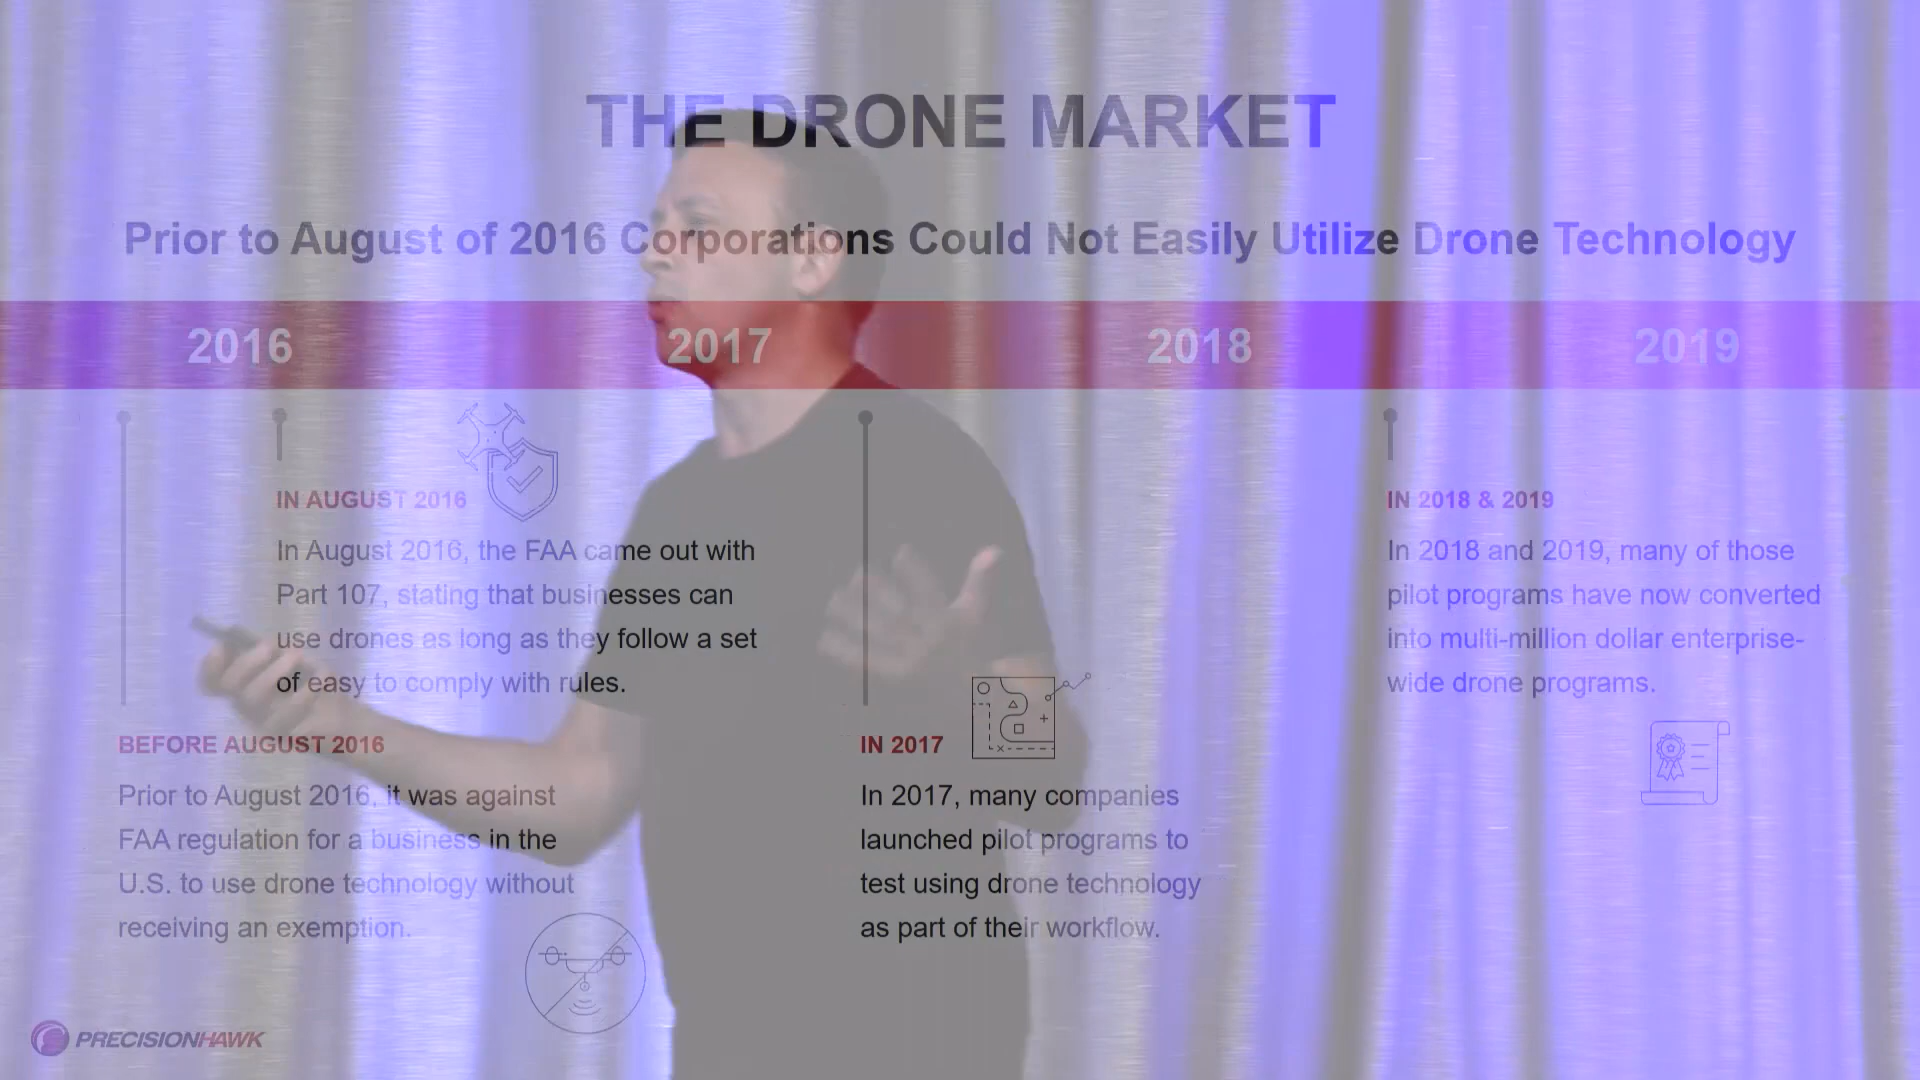 THE DRONE MARKET
Prior to August of 2016 Corporations Could Not Easily Utilize Drone Technology
2016
2017
2018
2019
IN AUGUST 2016
In August 2016, the FAA came out with
Part 107, stating that businesses can
use drones as long as they follow a set
of easy to comply with rules.
BEFORE AUGUST 2016
Prior to August 2016, it was against
FAA regulation for a business in the
U.S. to use drone technology without
receiving an exemption.
IN 2017
In 2017, many companies
launched pilot programs to
test using drone technology
as part of their workflow.
IN 2018 & 2019
In 2018 and 2019, many of those
pilot programs have now converted
into multi-million dollar enterprise-
wide drone programs.
PRECISIONHAWK